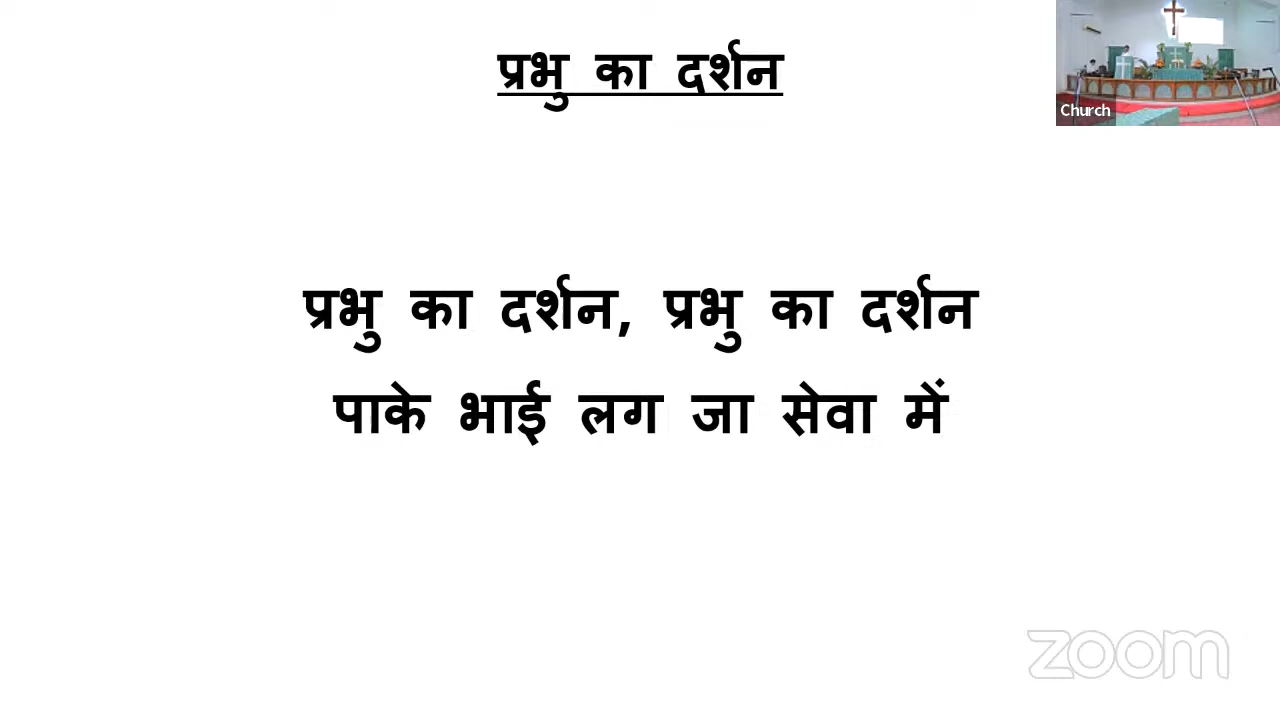 प्रभु का दर्शन
Church
प्रभु का दर्शन, प्रभु का दर्शन
पाके भाई लग जा सेवा में
zoom